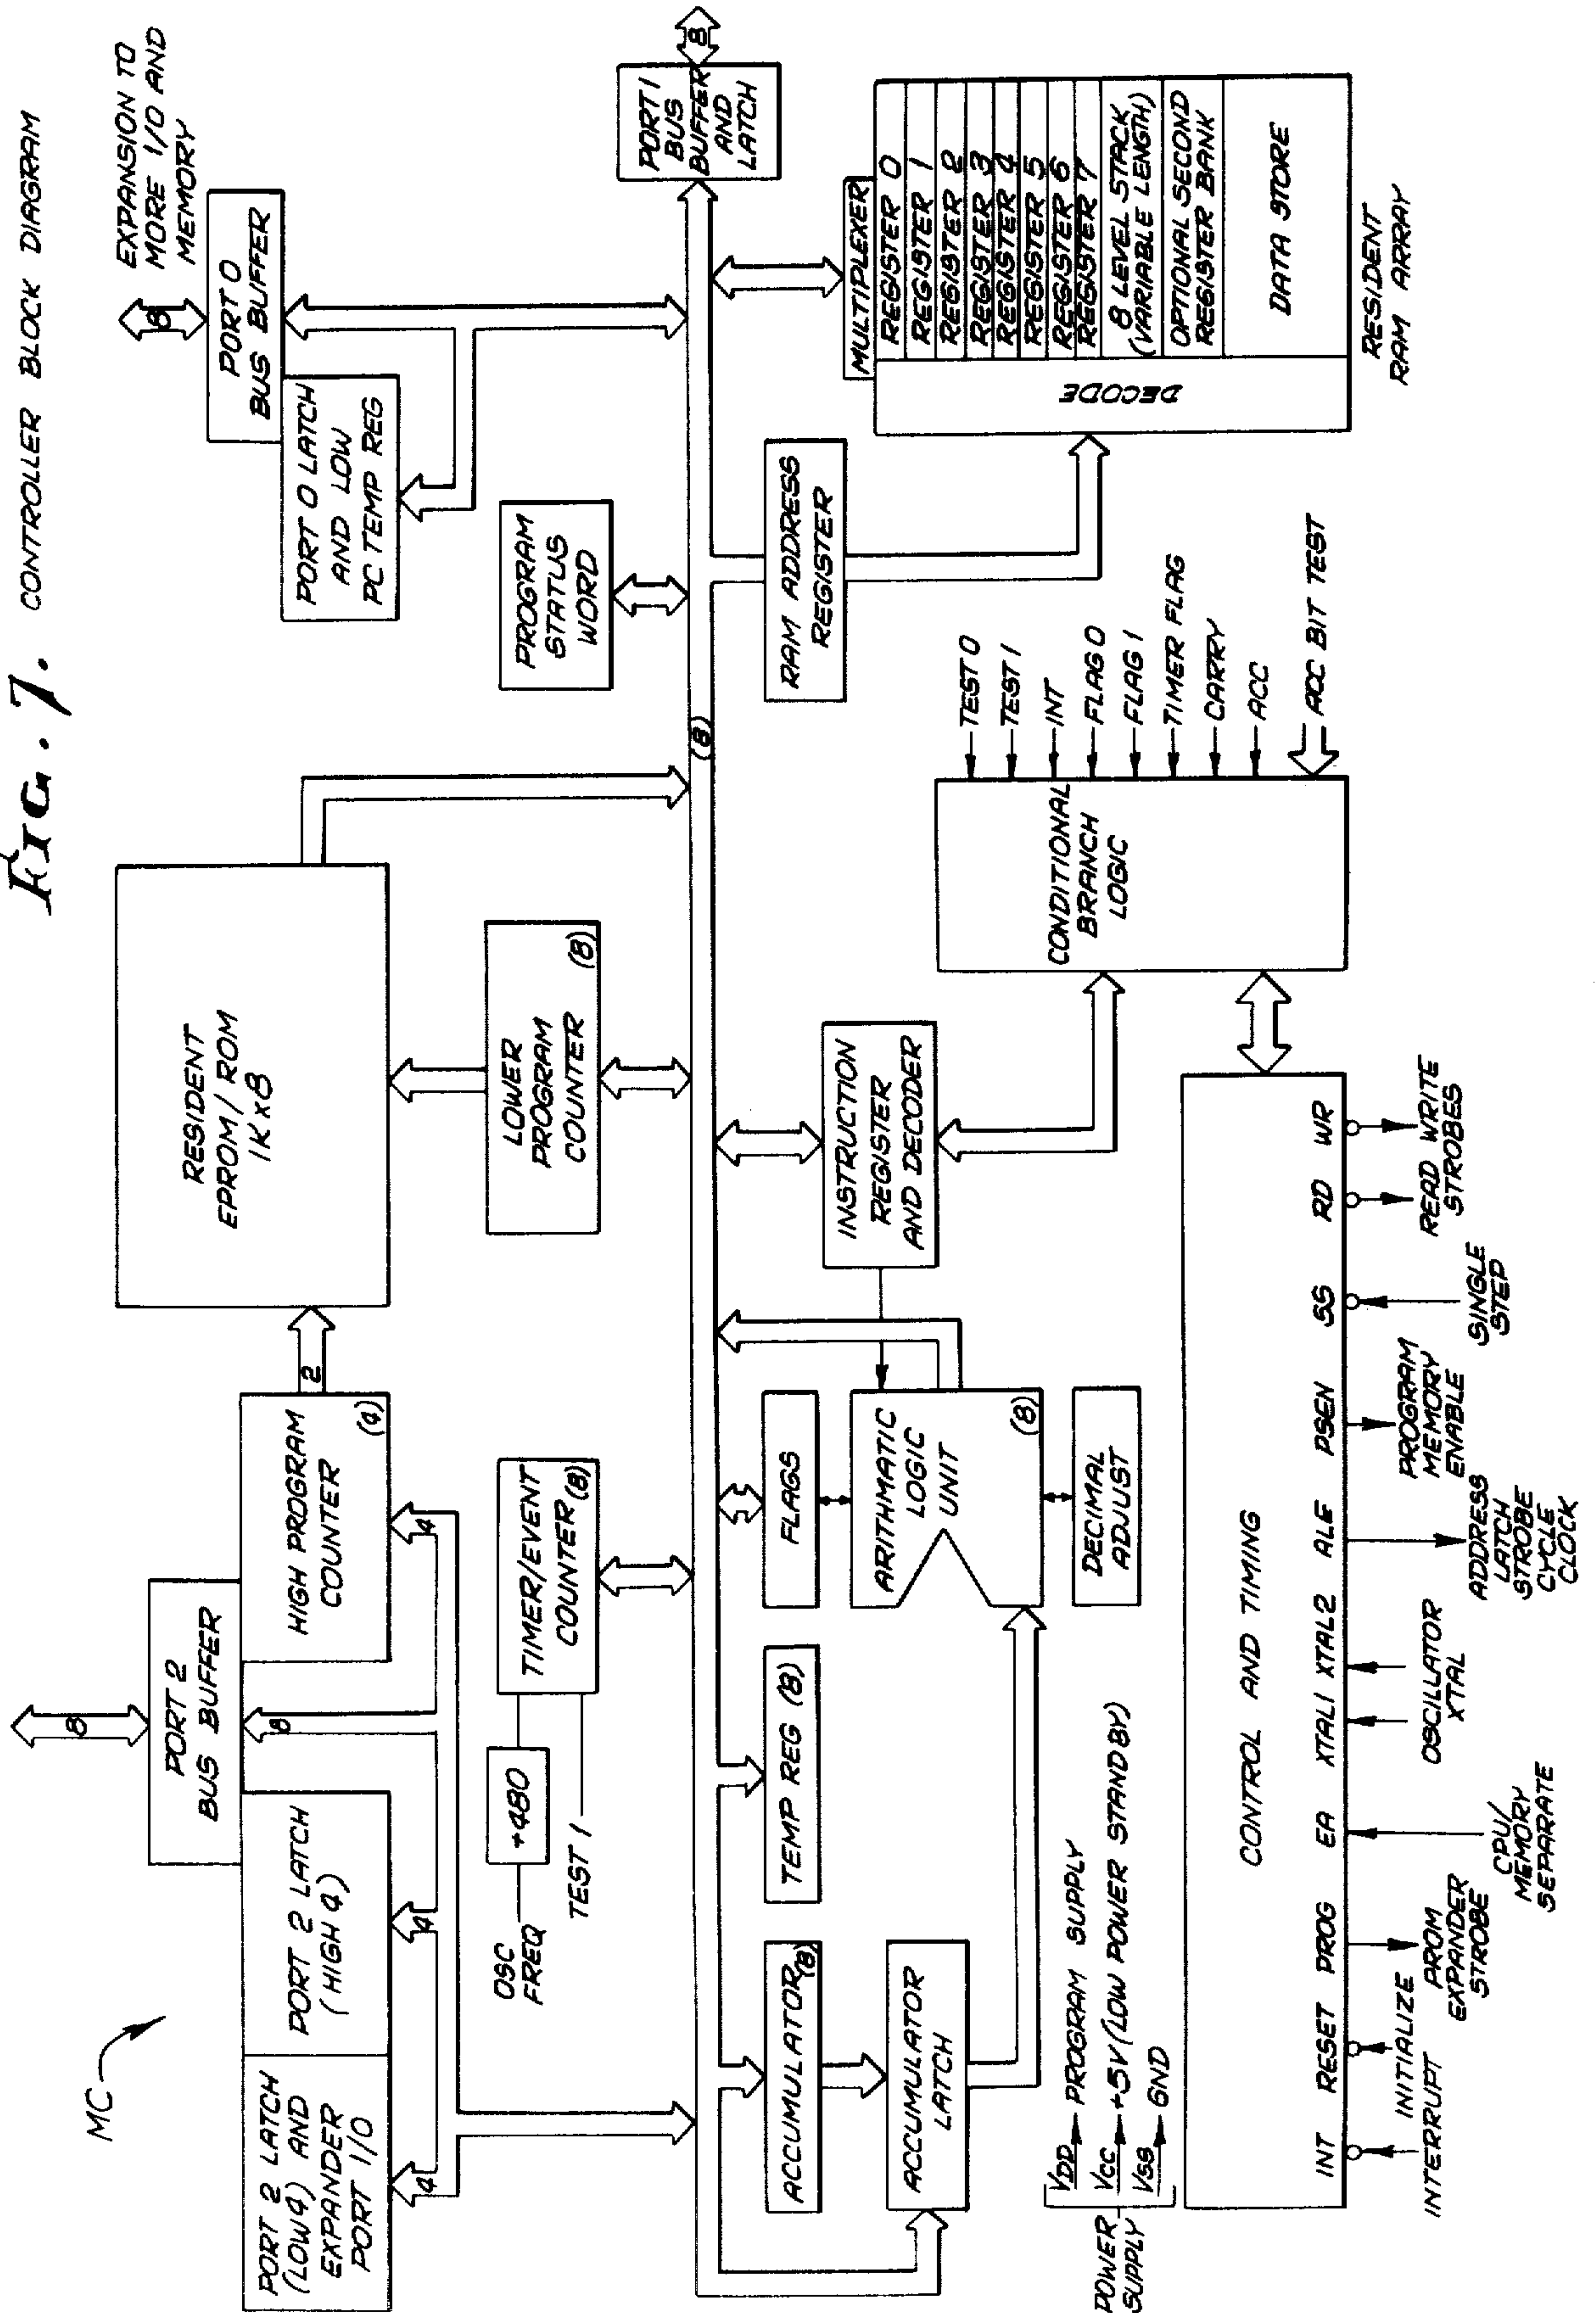 FIG. 7. CONTROLLER BLOCK DIAGRAM
MC
8
PORT 2
BUS BUFFER
PORT 2 LATCH
(LOW 4) AND
EXPANDER
PORT I/O
PORT 2 LATCH
(HIGH 4)
HIGH PROGRAM
COUNTER
(4)
4
4
8
4
2
RESIDENT
EPROM/ROM
1K x 8
EXPANSION TO
MORE I/O AND
MEMORY
8
PORT 0
BUS BUFFER
PORT 0 LATCH
AND LOW
PC TEMP REG
OSC
FREQ
+480
TEST 1
TIMER/EVENT
COUNTER (8)
LOWER
PROGRAM
COUNTER
(8)
PROGRAM
STATUS
WORD
PORT 1
BUS
BUFFER
AND
LATCH
8
(8)
ACCUMULATOR (8)
ACCUMULATOR
LATCH
TEMP REG (8)
FLAGS
ARITHMATIC
LOGIC
UNIT
(8)
DECIMAL
ADJUST
INSTRUCTION
REGISTER
AND DECODER
RAM ADDRESS
REGISTER
MULTIPLEXER
DECODE
REGISTER 0
REGISTER 1
REGISTER 2
REGISTER 3
REGISTER 4
REGISTER 5
REGISTER 6
REGISTER 7
8 LEVEL STACK
(VARIABLE LENGTH)
OPTIONAL SECOND
REGISTER BANK
DATA STORE
RESIDENT
RAM ARRAY
CONDITIONAL
BRANCH
LOGIC
TEST 0
TEST 1
INT
FLAG 0
FLAG 1
TIMER FLAG
CARRY
ACC
ACC BIT TEST
POWER
SUPPLY
VDD PROGRAM SUPPLY
VCC +5V (LOW POWER STANDBY)
VSS GND
CONTROL AND TIMING
INT RESET PROG EA XTAL1 XTAL2 ALE PSEN SS RD WR
INTERRUPT
INITIALIZE
PROM
EXPANDER
STROBE
CPU/
MEMORY
SEPARATE
OSCILLATOR
XTAL
ADDRESS
LATCH
STROBE
CYCLE
CLOCK
PROGRAM
MEMORY
ENABLE
SINGLE
STEP
READ WRITE
STROBES